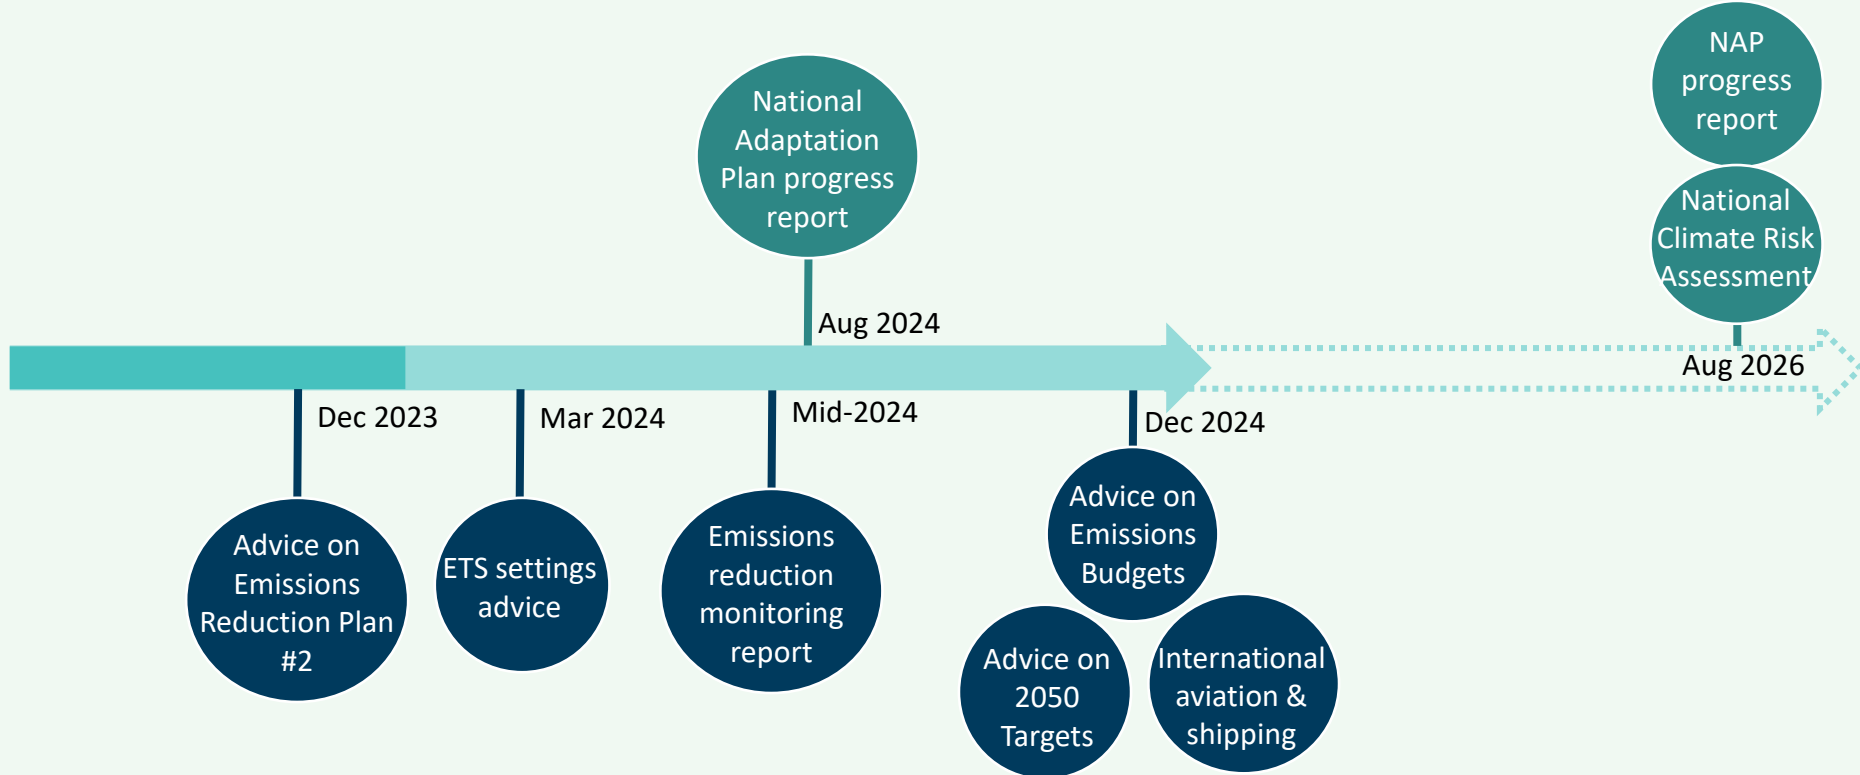 NAP
progress
report
National
Climate Risk
Assessment
Aug 2026
National
Adaptation
Plan progress
report
Aug 2024
Dec 2023
Advice on
Emissions
Reduction Plan
#2
Mar 2024
ETS settings
advice
Mid-2024
Emissions
reduction
monitoring
report
Dec 2024
Advice on
Emissions
Budgets
Advice on
2050
Targets
International
aviation &
shipping